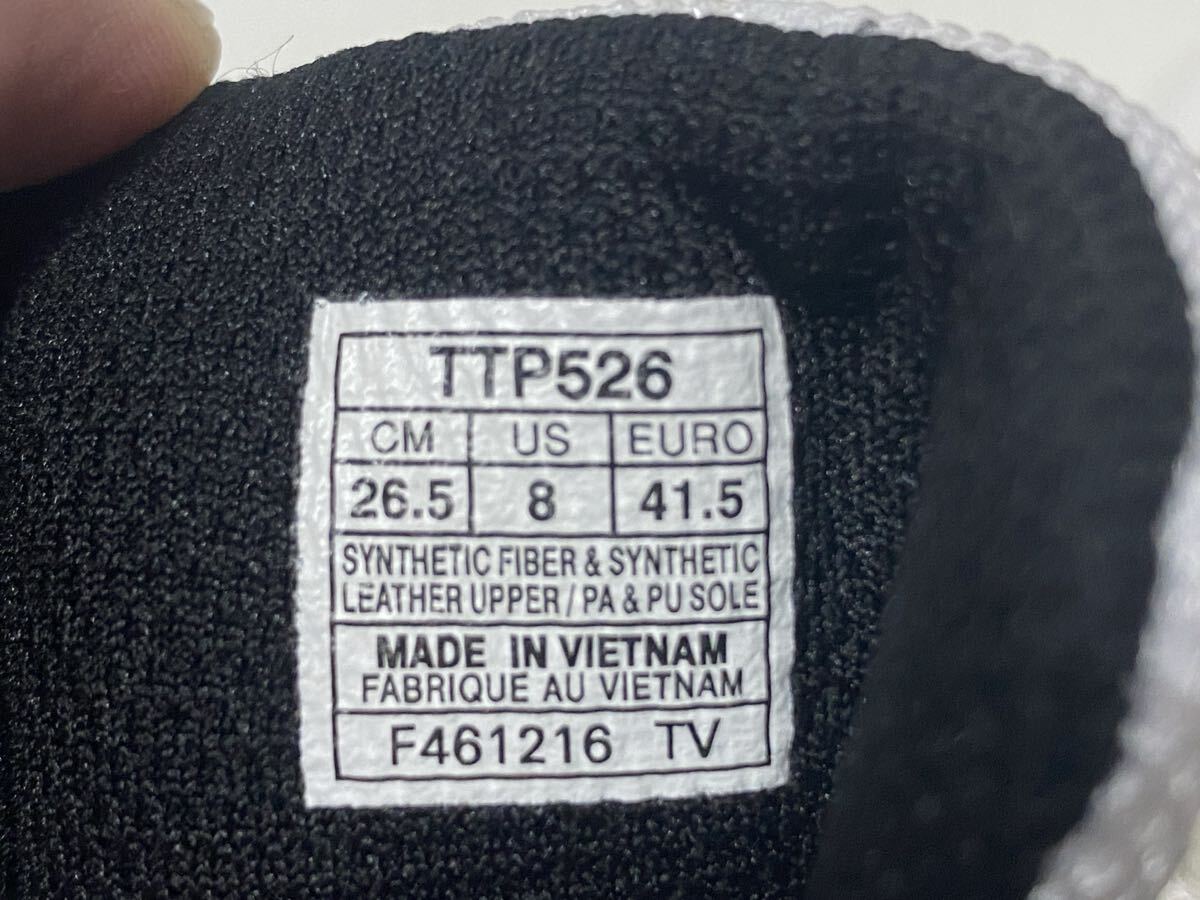 TTP526
CM US EURO
26.5 8 41.5
SYNTHETIC FIBER & SYNTHETIC
LEATHER UPPER / PA & PU SOLE
MADE IN VIETNAM
FABRIQUE AU VIETNAM
F461216 TV